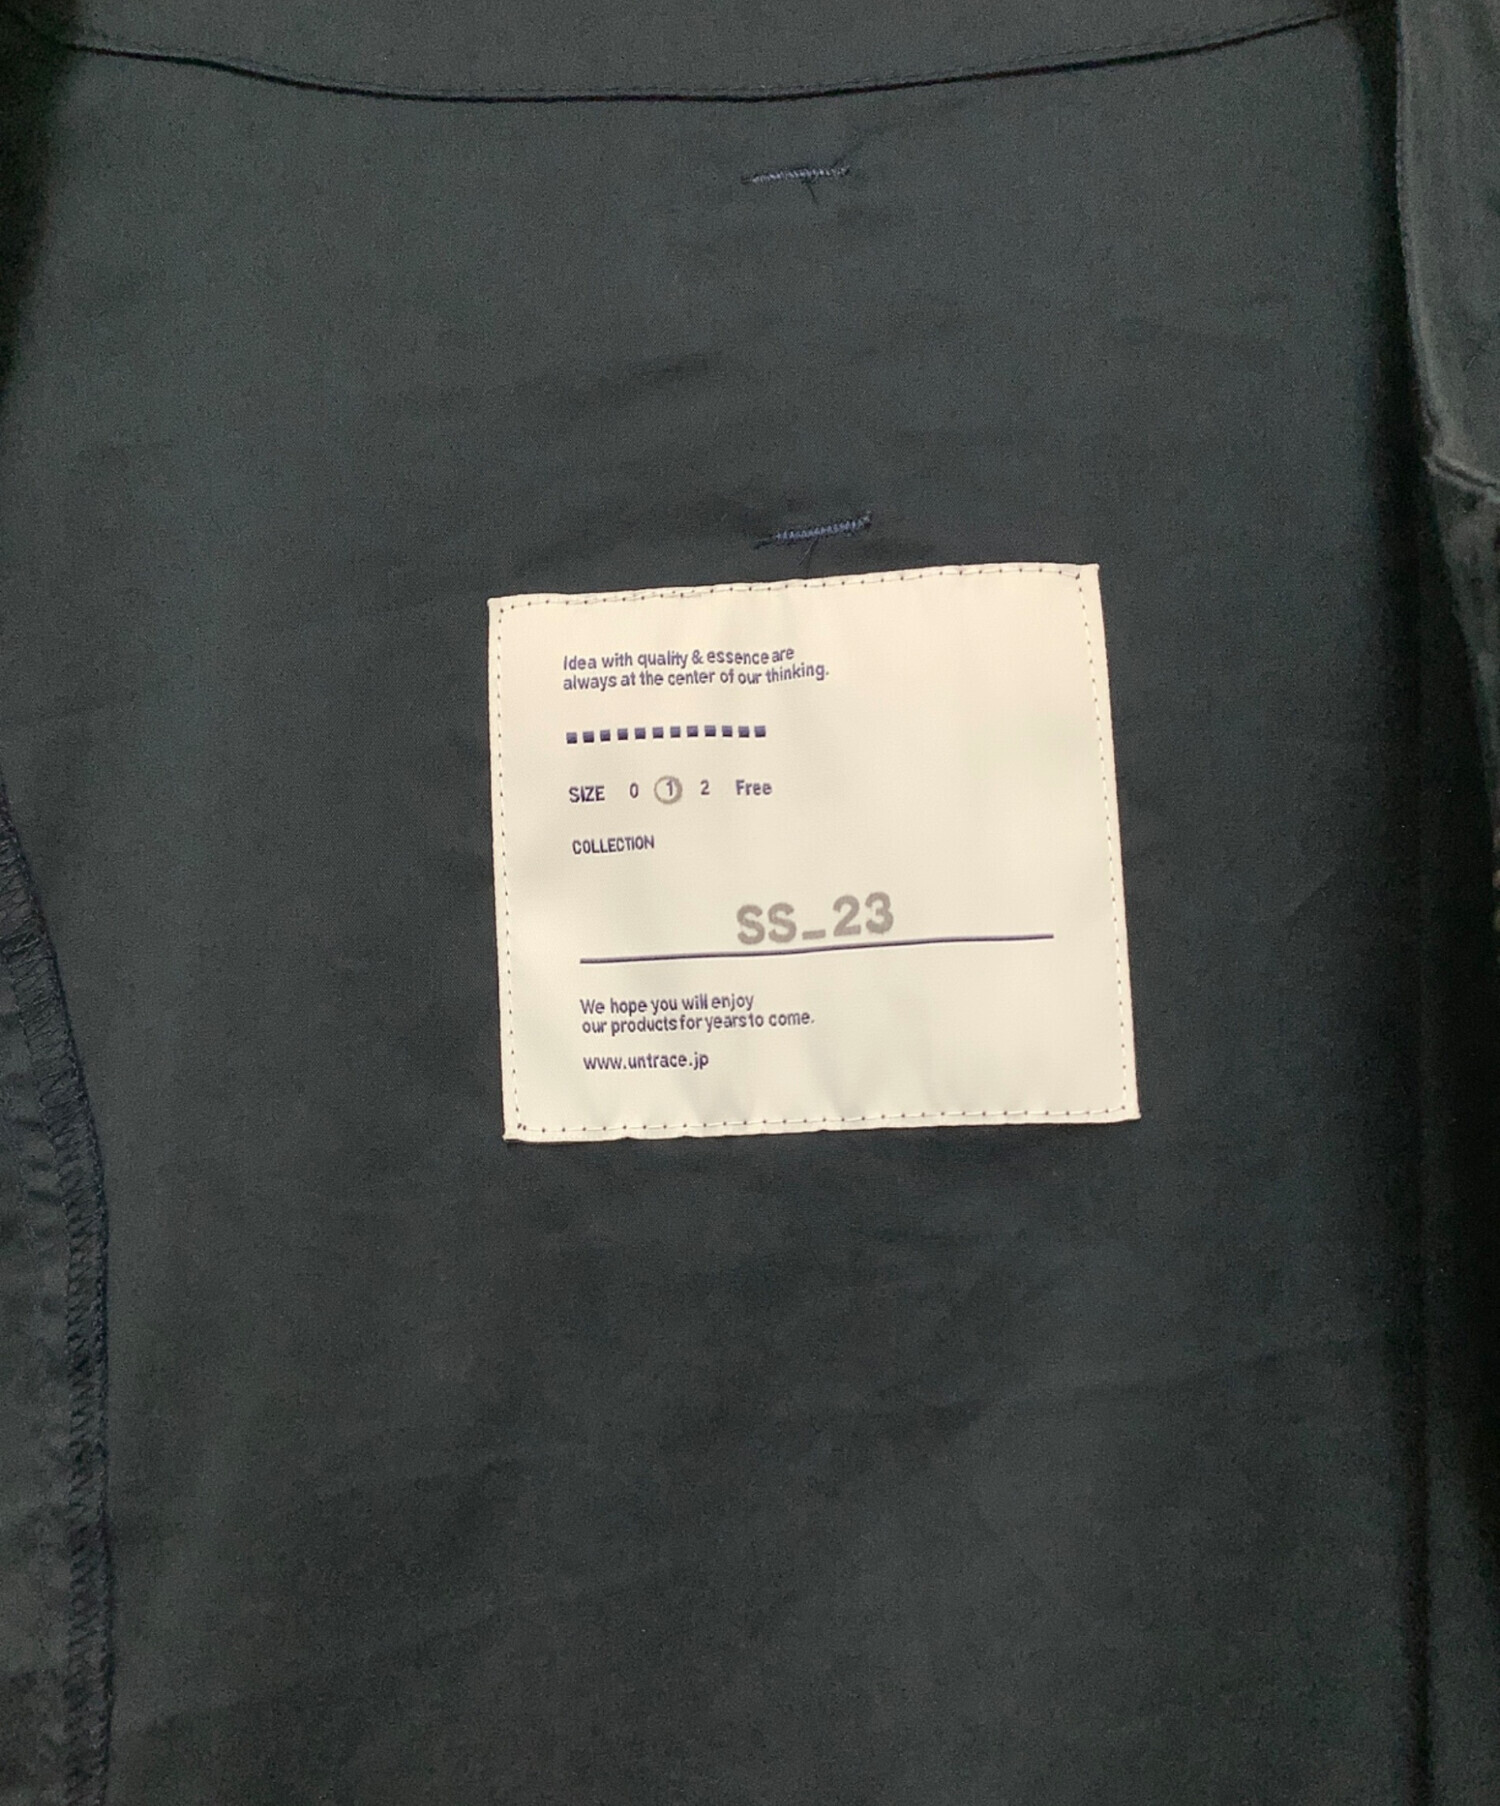 Idea with quality & essence are
always at the center of our thinking.
SIZE 0 1 2 Free
COLLECTION
SS_23
We hope you will enjoy
our products for years to come.
www.untrace.jp